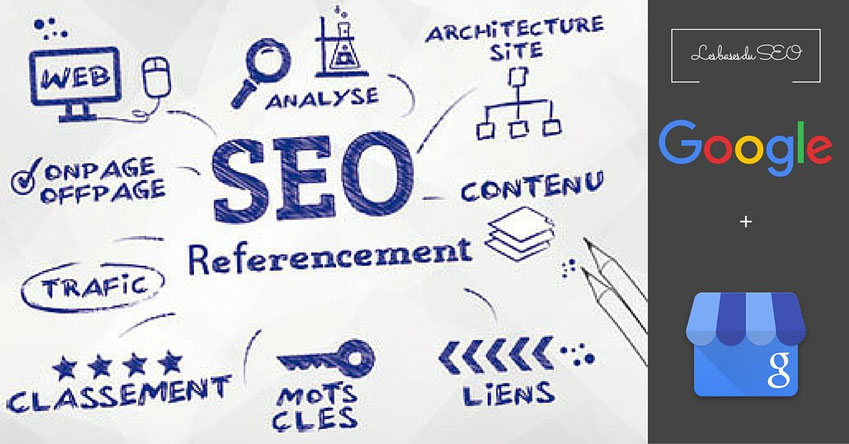 WEB
ANALYSE
ARCHITECTURE
SITE
ONPAGE
OFFPAGE
SEO
CONTENU
Referencement
TRAFIC
CLASSEMENT
MOTS
CLES
LIENS
Les bases du SEO
Google
+
g